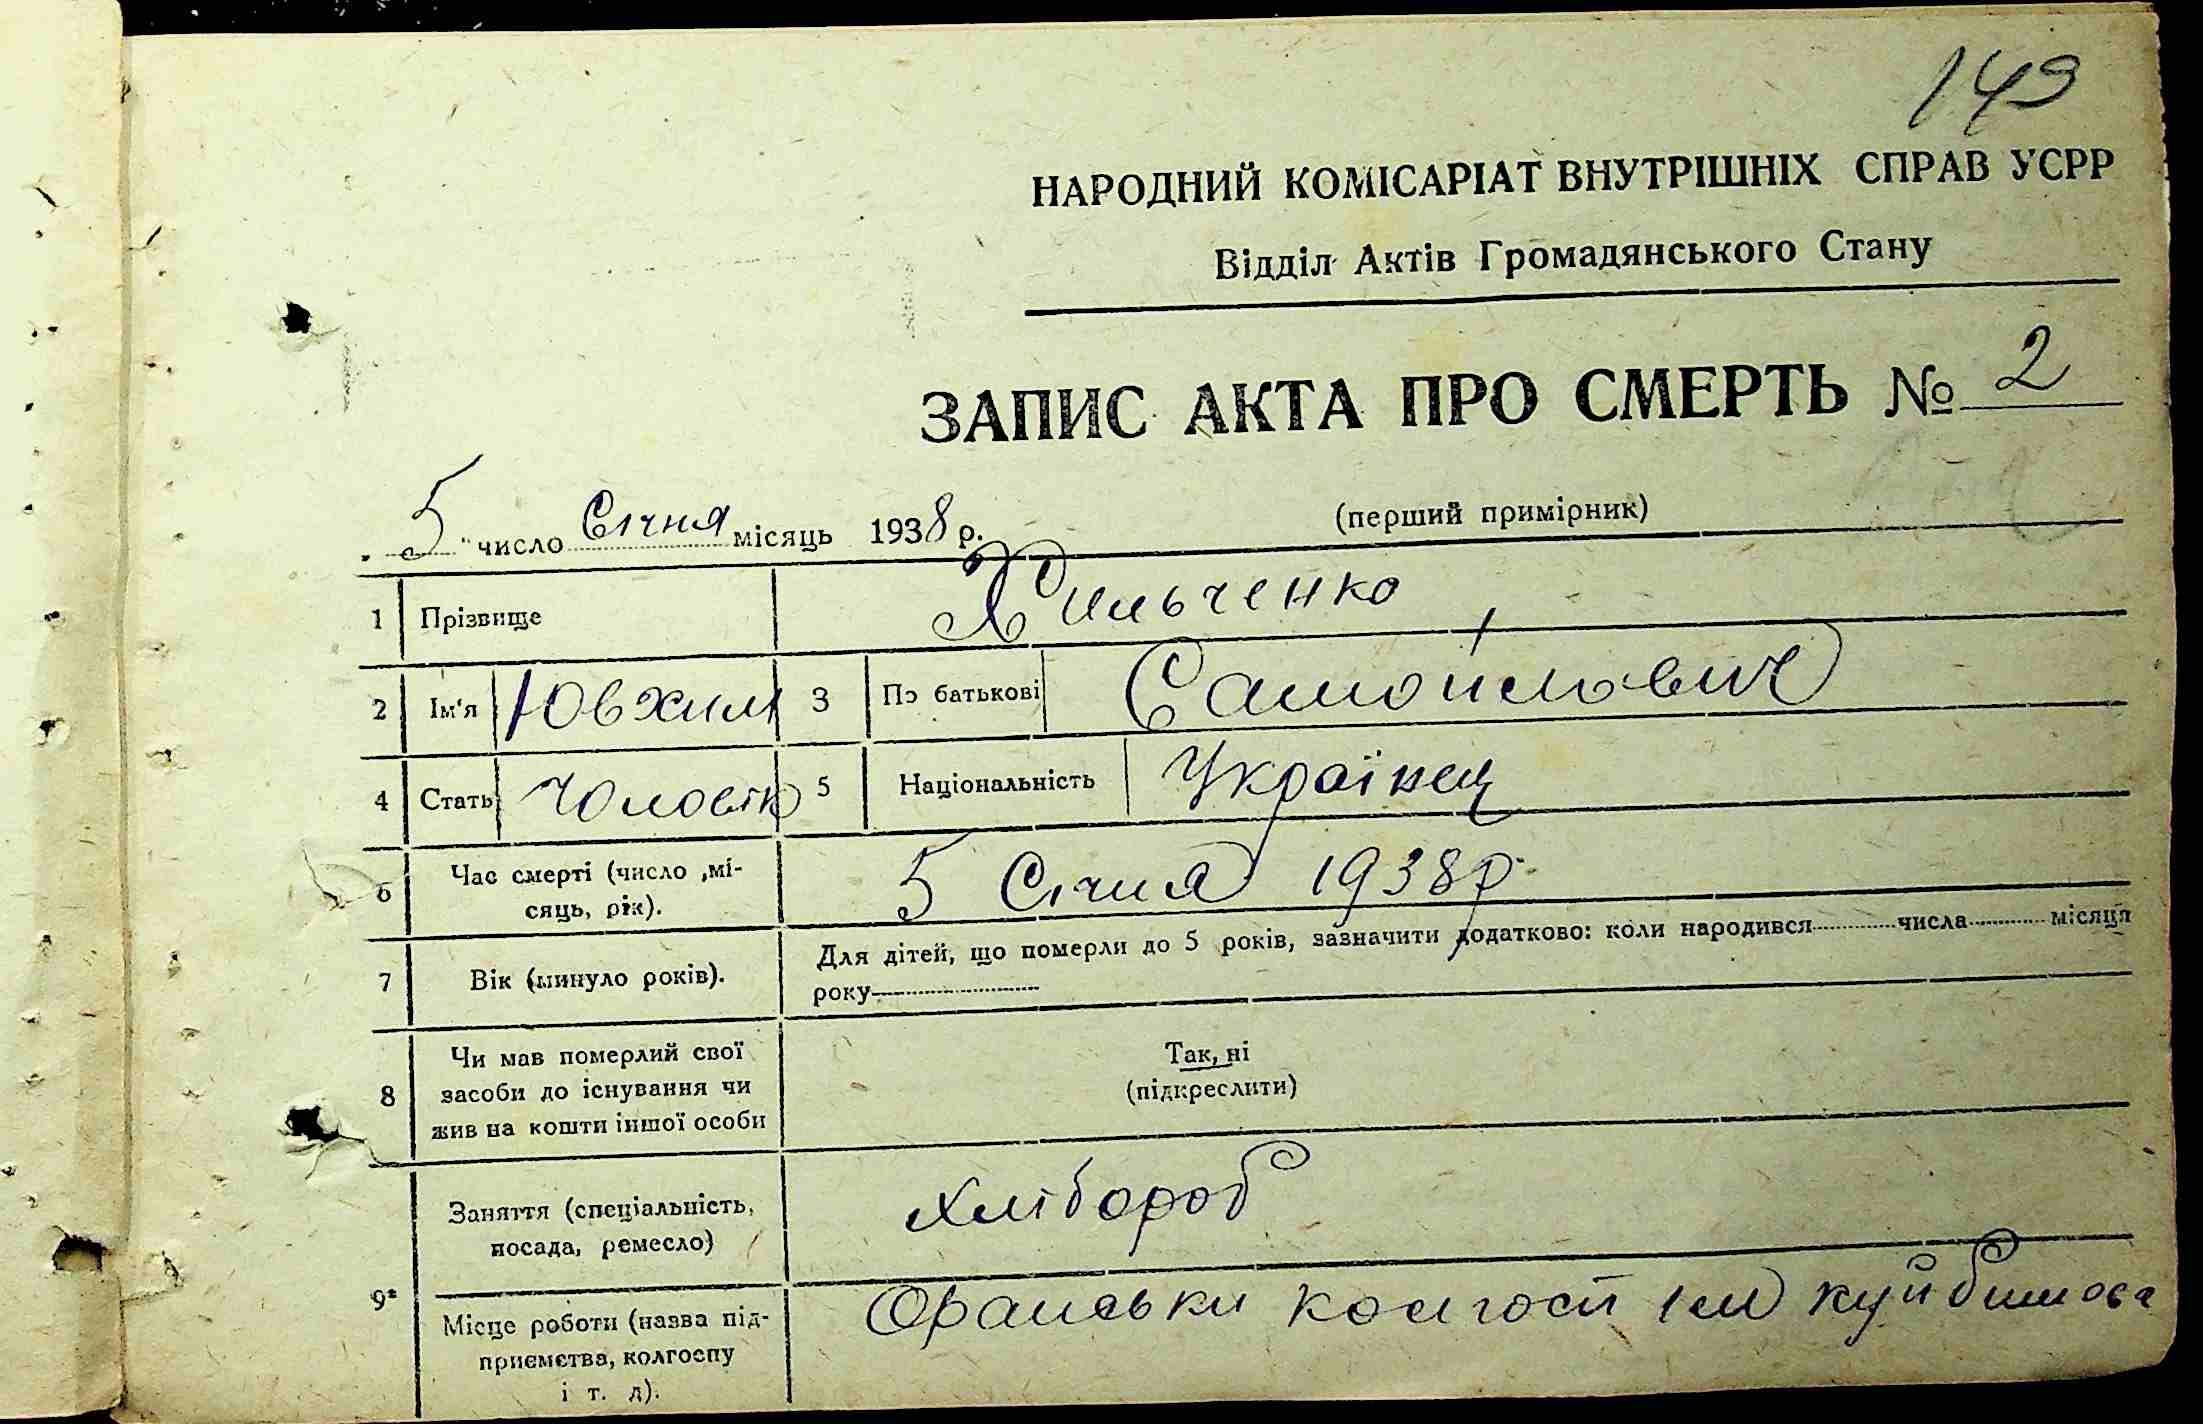 149
НАРОДНИЙ КОМІСАРІАТ ВНУТРІШНІХ СПРАВ УСРР
Відділ Актів Громадянського Стану
ЗАПИС АКТА ПРО СМЕРТЬ № 2
(перший примірник)
5 " число Січня місяць 1938 р.
1 Прізвище Хильченко
2 Ім'я Ювхим 3 По батькові Самойлович
4 Стать Чоловік 5 Національність Українец
6 Час смерті (число ,мі-
сяць, рік). 5 Січня 1938 р.
7 Вік (минуло років). Для дітей, що померли до 5 років, зазначити додатково: коли народився числа місяця
року
8 Чи мав померлий свої
засоби до існування чи
жив на кошти іншої особи
Так, ні
(підкреслити)
Заняття (спеціальність,
посада, ремесло) хлібороб
9
Місце роботи (назва під-
приємства, колгоспу
і т. д).
колгосп ім куйбишова